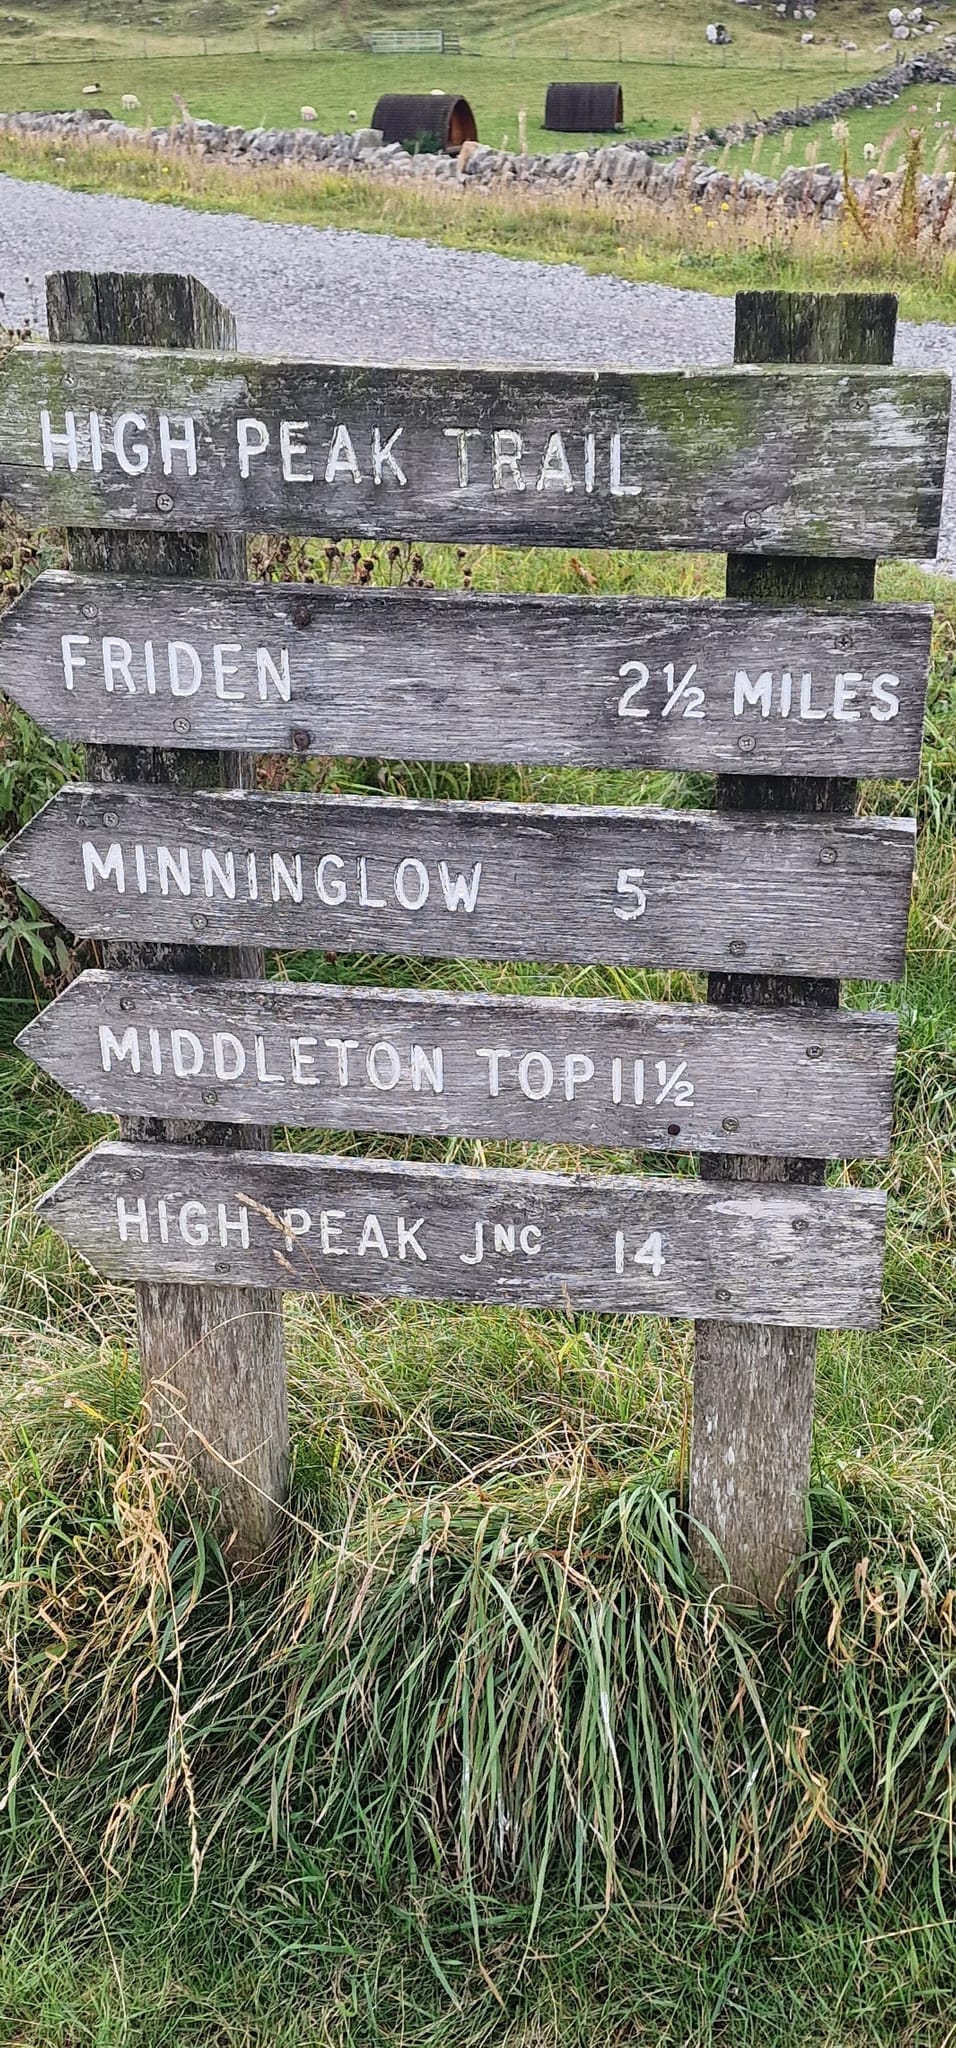 HIGH PEAK TRAIL
FRIDEN 2½ MILES
MINNINGLOW 5
MIDDLETON TOP 11½
HIGH PEAK JNC 14